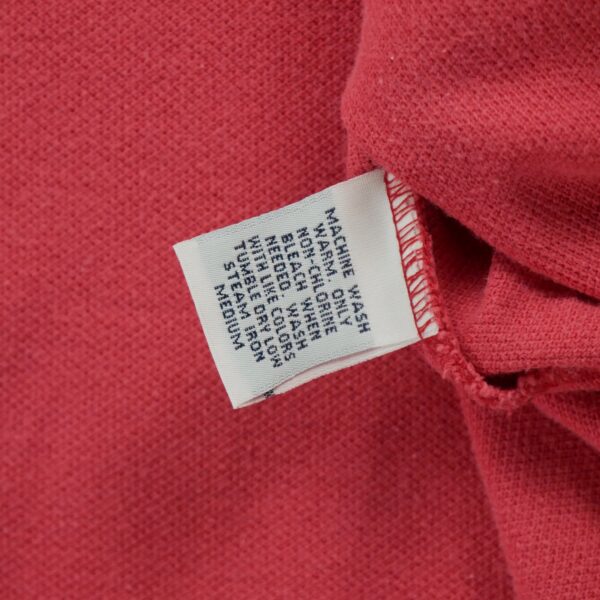 MACHINE WASH
WARM. ONLY
NON-CHLORINE
BLEACH WHEN
NEEDED. WASH
WITH LIKE COLORS
TUMBLE DRY LOW
STEAM IRON
MEDIUM